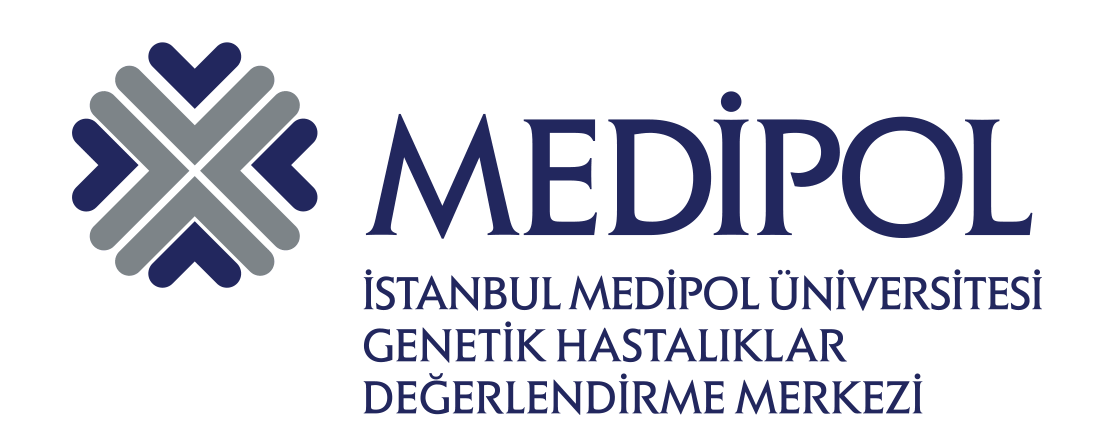 MEDİPOL
İSTANBUL MEDİPOL ÜNİVERSİTESİ
GENETİK HASTALIKLAR
DEĞERLENDİRME MERKEZİ